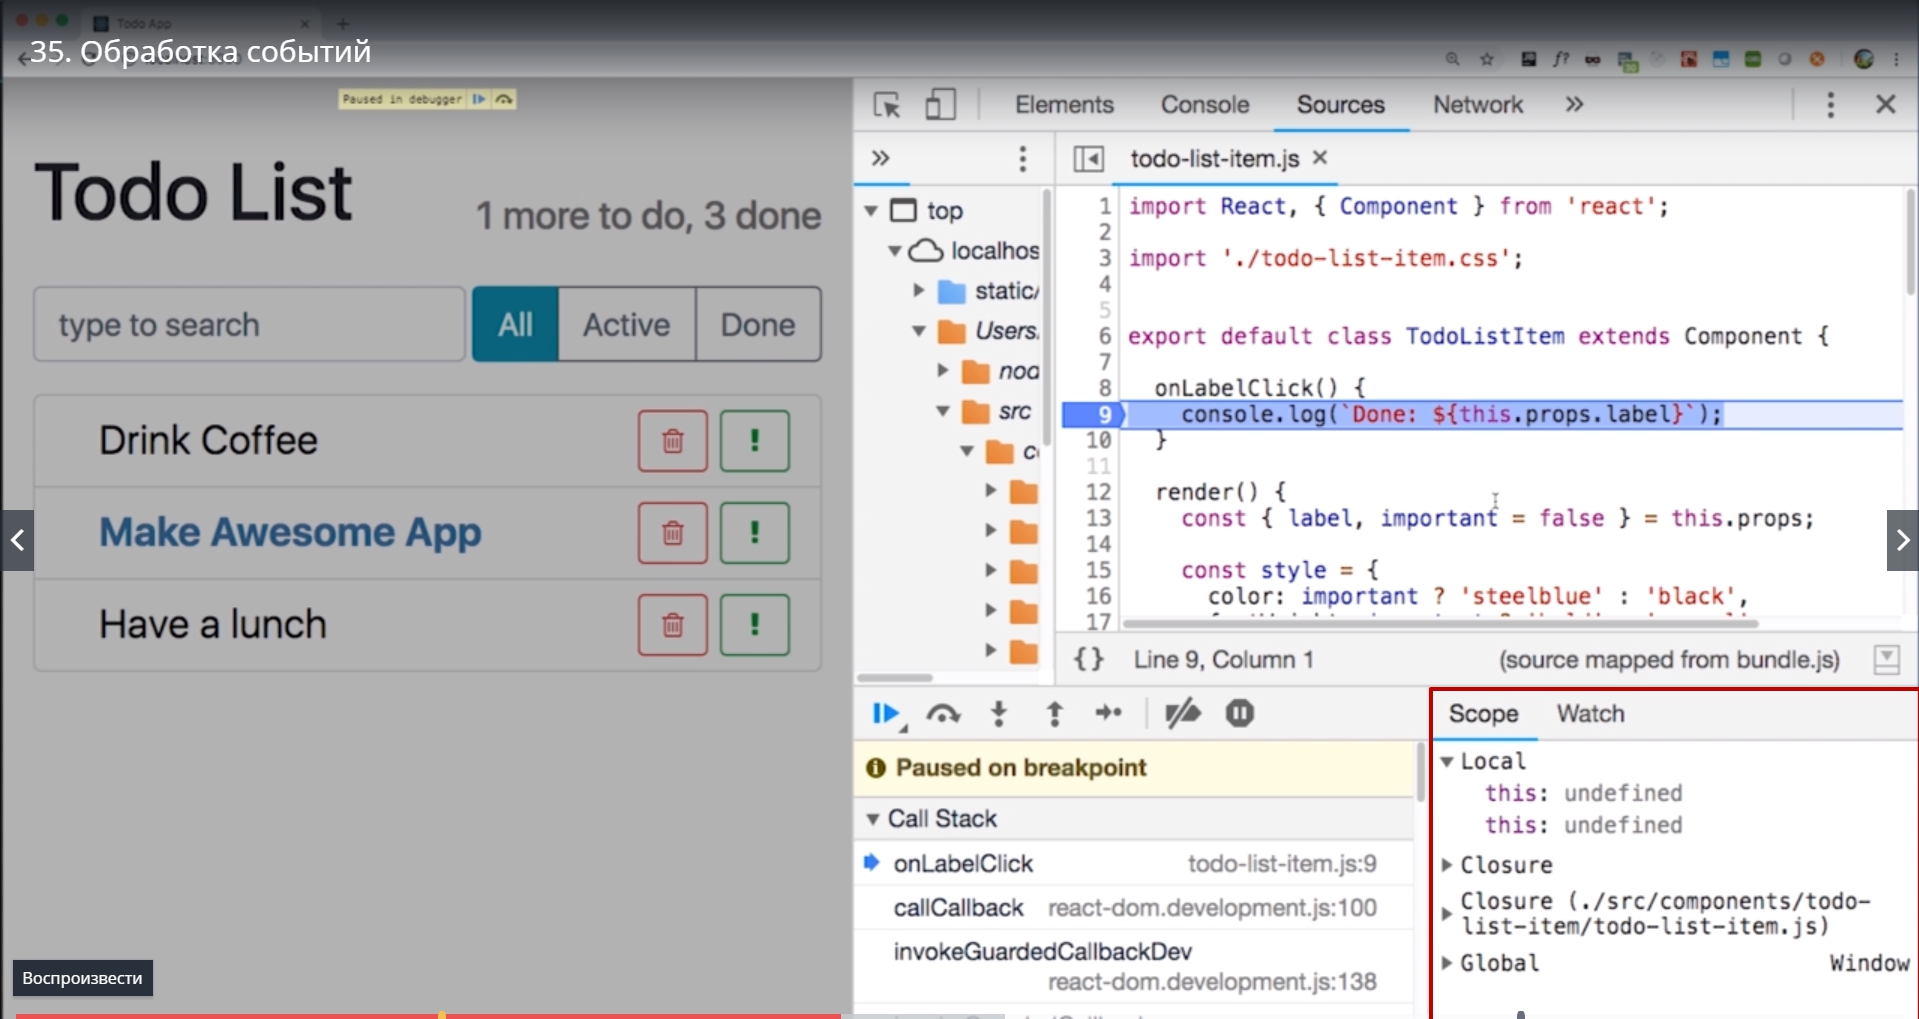 Todo App
35. Обработка событий
Paused in debugger
Todo List
1 more to do, 3 done
type to search
All
Active
Done
Drink Coffee
Make Awesome App
Have a lunch
Воспроизвести
Elements
Console
Sources
Network
top
localhos
static/
Users.
nod
src
todo-list-item.js
1 import React, { Component } from 'react';
2
3 import './todo-list-item.css';
4
5
6 export default class TodoListItem extends Component {
7
8 onLabelClick() {
9 console.log(`Done: ${this.props.label}`);
10 }
11
12 render() {
13 const { label, important = false } = this.props;
14
15 const style = {
16 color: important ? 'steelblue' : 'black',
17
{} Line 9, Column 1
(source mapped from bundle.js)
Paused on breakpoint
Call Stack
onLabelClick todo-list-item.js:9
callCallback react-dom.development.js:100
invokeGuardedCallbackDev
react-dom.development.js:138
Scope
Watch
Local
this: undefined
this: undefined
Closure
Closure (./src/components/todo-
list-item/todo-list-item.js)
Global Window